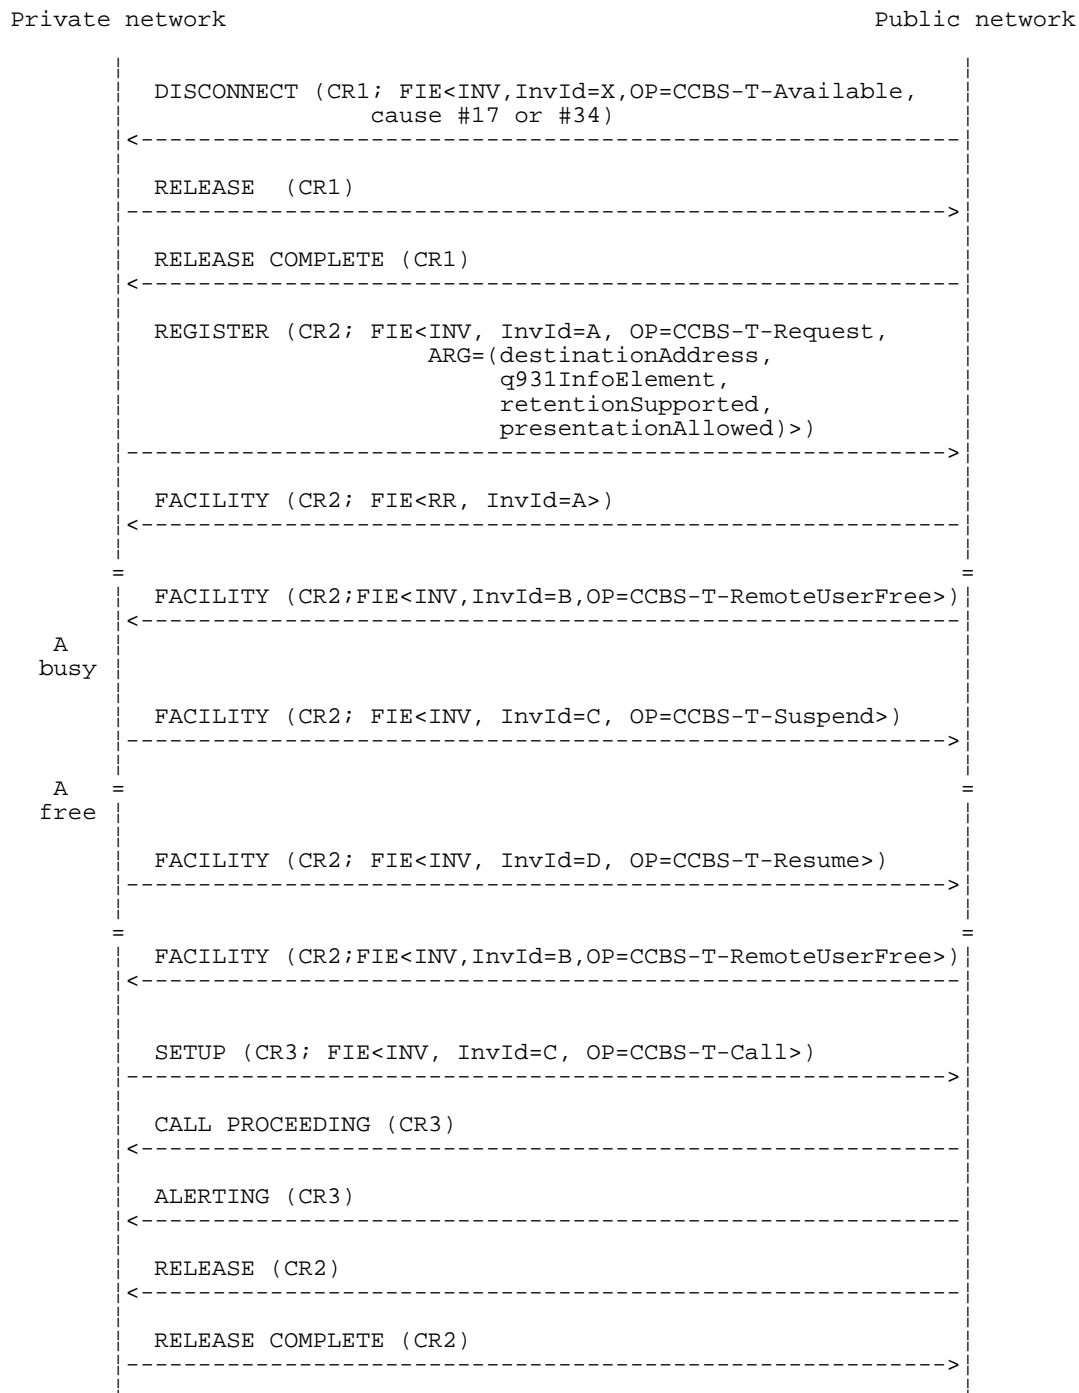 Private network Public network
DISCONNECT (CR1; FIE<INV,InvId=X,OP=CCBS-T-Available,
cause #17 or #34)
RELEASE (CR1)
RELEASE COMPLETE (CR1)
REGISTER (CR2; FIE<INV, InvId=A, OP=CCBS-T-Request,
ARG=(destinationAddress,
q931InfoElement,
retentionSupported,
presentationAllowed)>)
FACILITY (CR2; FIE<RR, InvId=A>)
FACILITY (CR2;FIE<INV,InvId=B,OP=CCBS-T-RemoteUserFree>)
A
busy
FACILITY (CR2; FIE<INV, InvId=C, OP=CCBS-T-Suspend>)
A
free
FACILITY (CR2; FIE<INV, InvId=D, OP=CCBS-T-Resume>)
FACILITY (CR2;FIE<INV,InvId=B,OP=CCBS-T-RemoteUserFree>)
SETUP (CR3; FIE<INV, InvId=C, OP=CCBS-T-Call>)
CALL PROCEEDING (CR3)
ALERTING (CR3)
RELEASE (CR2)
RELEASE COMPLETE (CR2)